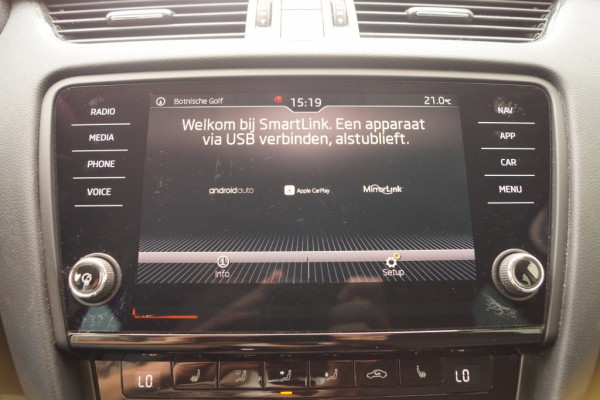 Botnische Golf 15:19 21.0°C
RADIO
MEDIA
PHONE
VOICE
Welkom bij SmartLink. Een apparaat
via USB verbinden, alstublieft.
androidauto Apple CarPlay MirrorLink
Info Setup
NAV
APP
CAR
MENU
LO LO